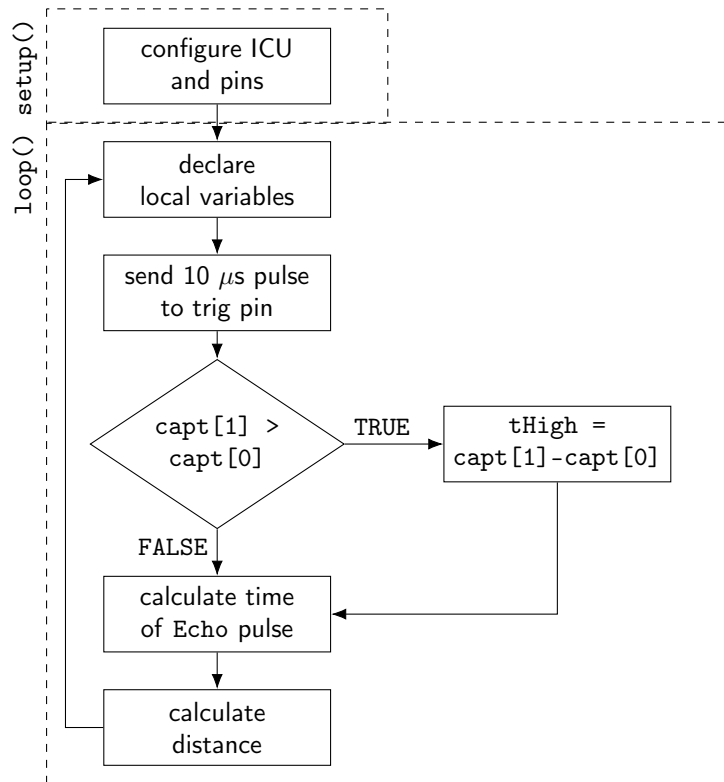 setup()
configure ICU
and pins
loop()
declare
local variables
send 10 μs pulse
to trig pin
capt[1] >
capt[0]
TRUE
tHigh =
capt[1]-capt[0]
FALSE
calculate time
of Echo pulse
calculate
distance